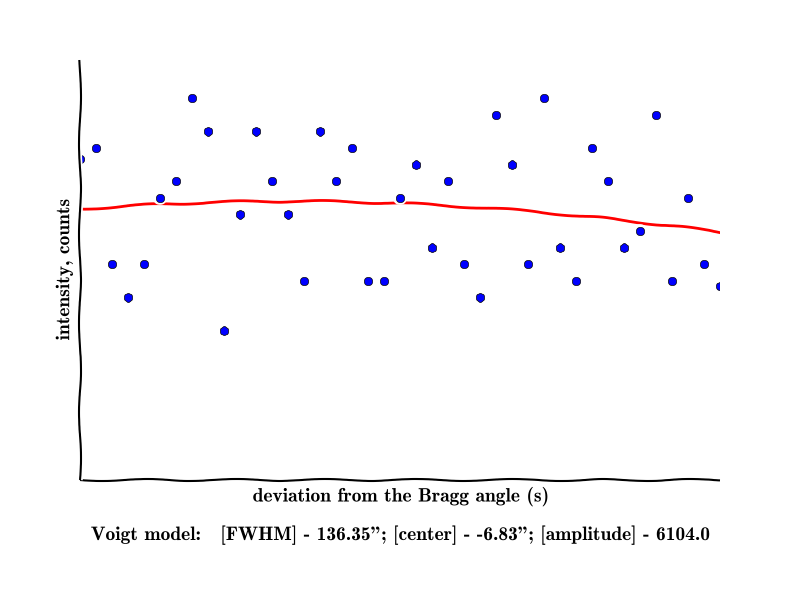 intensity, counts
deviation from the Bragg angle (s)
Voigt model: [FWHM] - 136.35”; [center] - -6.83”; [amplitude] - 6104.0